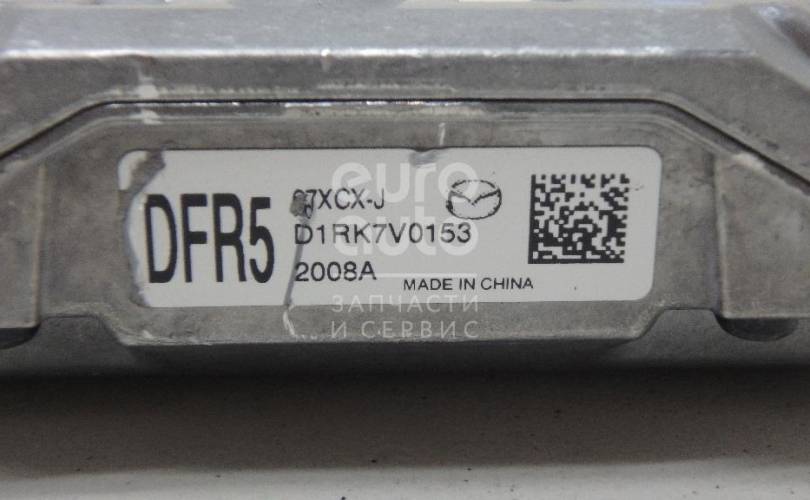 DFR5
7XCX-J
D1RK7V0153
2008A
MADE IN CHINA
euro
auto
ЗАПЧАСТИ
И СЕРВИС